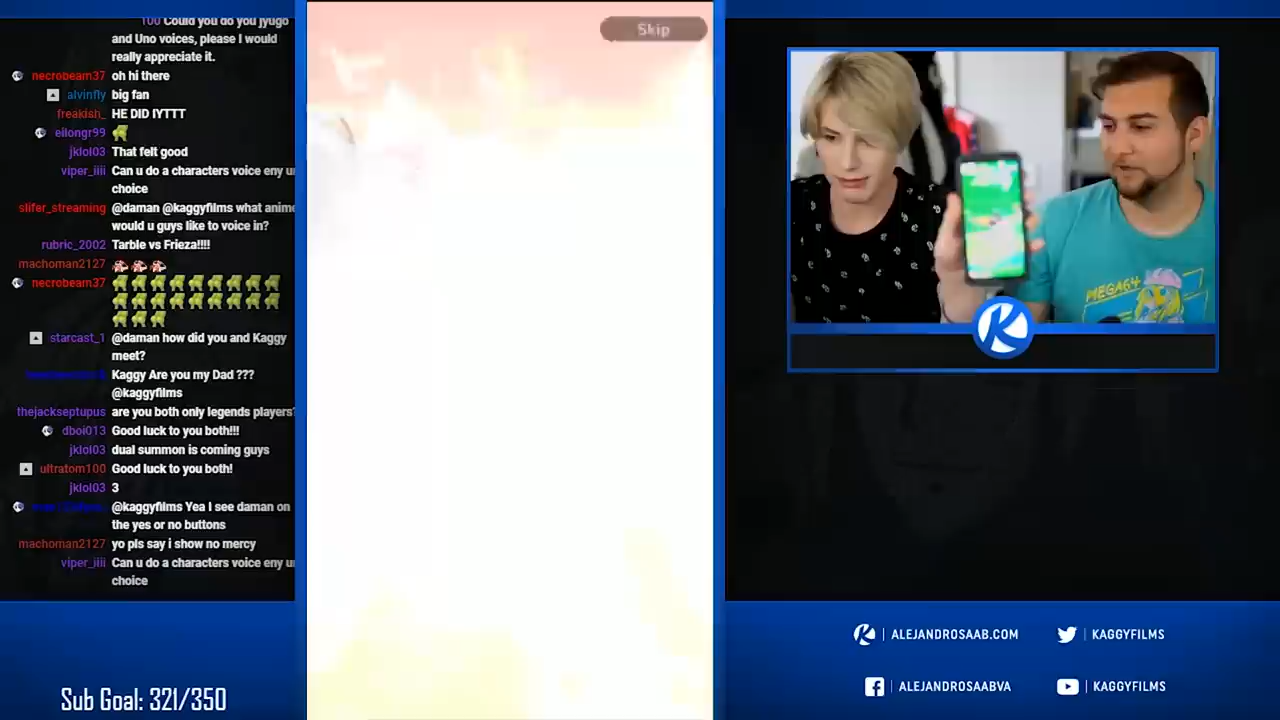 YOU Could you do you jyugo
and Uno voices, please I would
really appreciate it.
necrobeam37 oh hi there
alvinfly big fan
freakish_ HE DID IYTTT
eilongr99
jklol03 That felt good
viper_iiii Can u do a characters voice eny u
choice
slifer_streaming @daman @kaggyfilms what anime
would u guys like to voice in?
rubric_2002 Tarble vs Frieza!!!!
machoman2127
necrobeam37
starcast_1 @daman how did you and Kaggy
meet?
Kaggy Are you my Dad ???
@kaggyfilms
thejackseptupus are you both only legends players?
dboi013 Good luck to you both!!!
jklol03 dual summon is coming guys
ultratom100 Good luck to you both!
jklol03 3
@kaggyfilms Yea I see daman on
the yes or no buttons
machoman2127 yo pls say i show no mercy
viper_iiii Can u do a characters voice eny u
choice
Sub Goal: 321/350
Skip
MEGA64
K
ALEJANDROSAAB.COM
KAGGYFILMS
ALEJANDROSAABVA
KAGGYFILMS